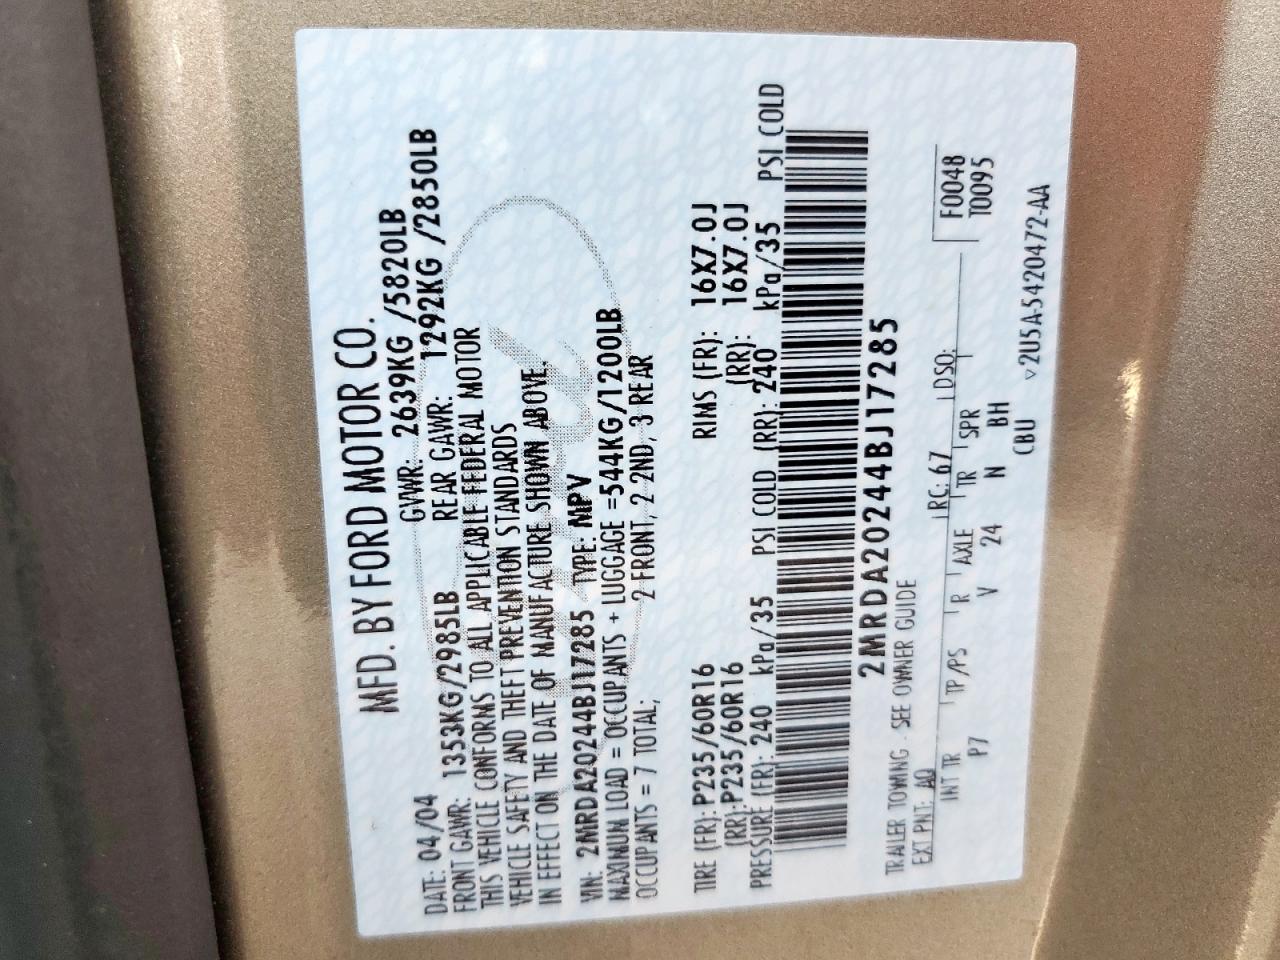 MFD. BY FORD MOTOR CO.
DATE: 04/04 GVWR: 2639KG /5820LB
FRONT GAWR: 1353KG/2985LB REAR GAWR: 1292KG /2850LB
THIS VEHICLE CONFORMS TO ALL APPLICABLE FEDERAL MOTOR
VEHICLE SAFETY AND THEFT PREVENTION STANDARDS
IN EFFECT ON THE DATE OF MANUFACTURE SHOWN ABOVE.
VIN: 2MRDA20244BJ17285 TYPE: MPV
MAXIMUM LOAD = OCCUPANTS + LUGGAGE =544KG/1200LB
OCCUPANTS = 7 TOTAL; 2 FRONT, 2 2ND, 3 REAR
TIRE (FR): P235/60R16 RIMS (FR): 16X7.0J
(RR): P235/60R16 (RR): 16X7.0J
PRESSURE (FR): 240 kPa/35 PSI COLD (RR): 240 kPa/35 PSI COLD
2MRDA20244BJ17285
TRAILER TOWING - SEE OWNER GUIDE
EXT PNT: AQ RC: 67 DSO: F0048
INT TR TP/PS R AXLE TR SPR T0095
P7 V 24 N BH
CBU
v2U5A-5420472-AA